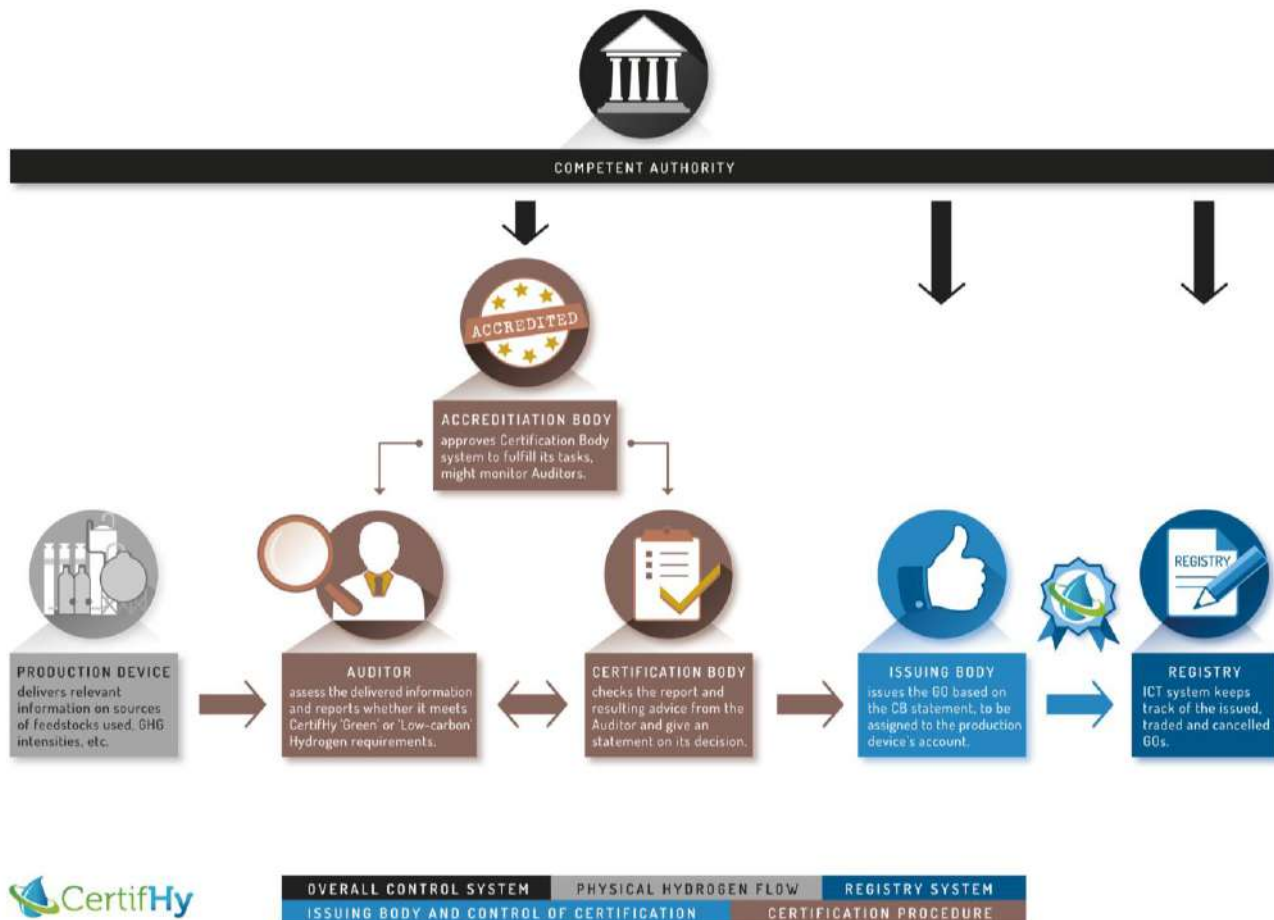 COMPETENT AUTHORITY
ACCREDITED
ACCREDITIATION BODY
approves Certification Body
system to fulfill its tasks,
might monitor Auditors.
PRODUCTION DEVICE
delivers relevant
information on sources
of feedstocks used, GHG
intensities, etc.
AUDITOR
assess the delivered information
and reports whether it meets
CertifHy 'Green' or 'Low-carbon'
Hydrogen requirements.
CERTIFICATION BODY
checks the report and
resulting advice from the
Auditor and give an
statement on its decision.
ISSUING BODY
issues the GO based on
the CB statement, to be
assigned to the production
device's account.
REGISTRY
REGISTRY
ICT system keeps
track of the issued,
traded and cancelled
GOs.
CertifHy
OVERALL CONTROL SYSTEM
PHYSICAL HYDROGEN FLOW
REGISTRY SYSTEM
ISSUING BODY AND CONTROL OF CERTIFICATION
CERTIFICATION PROCEDURE